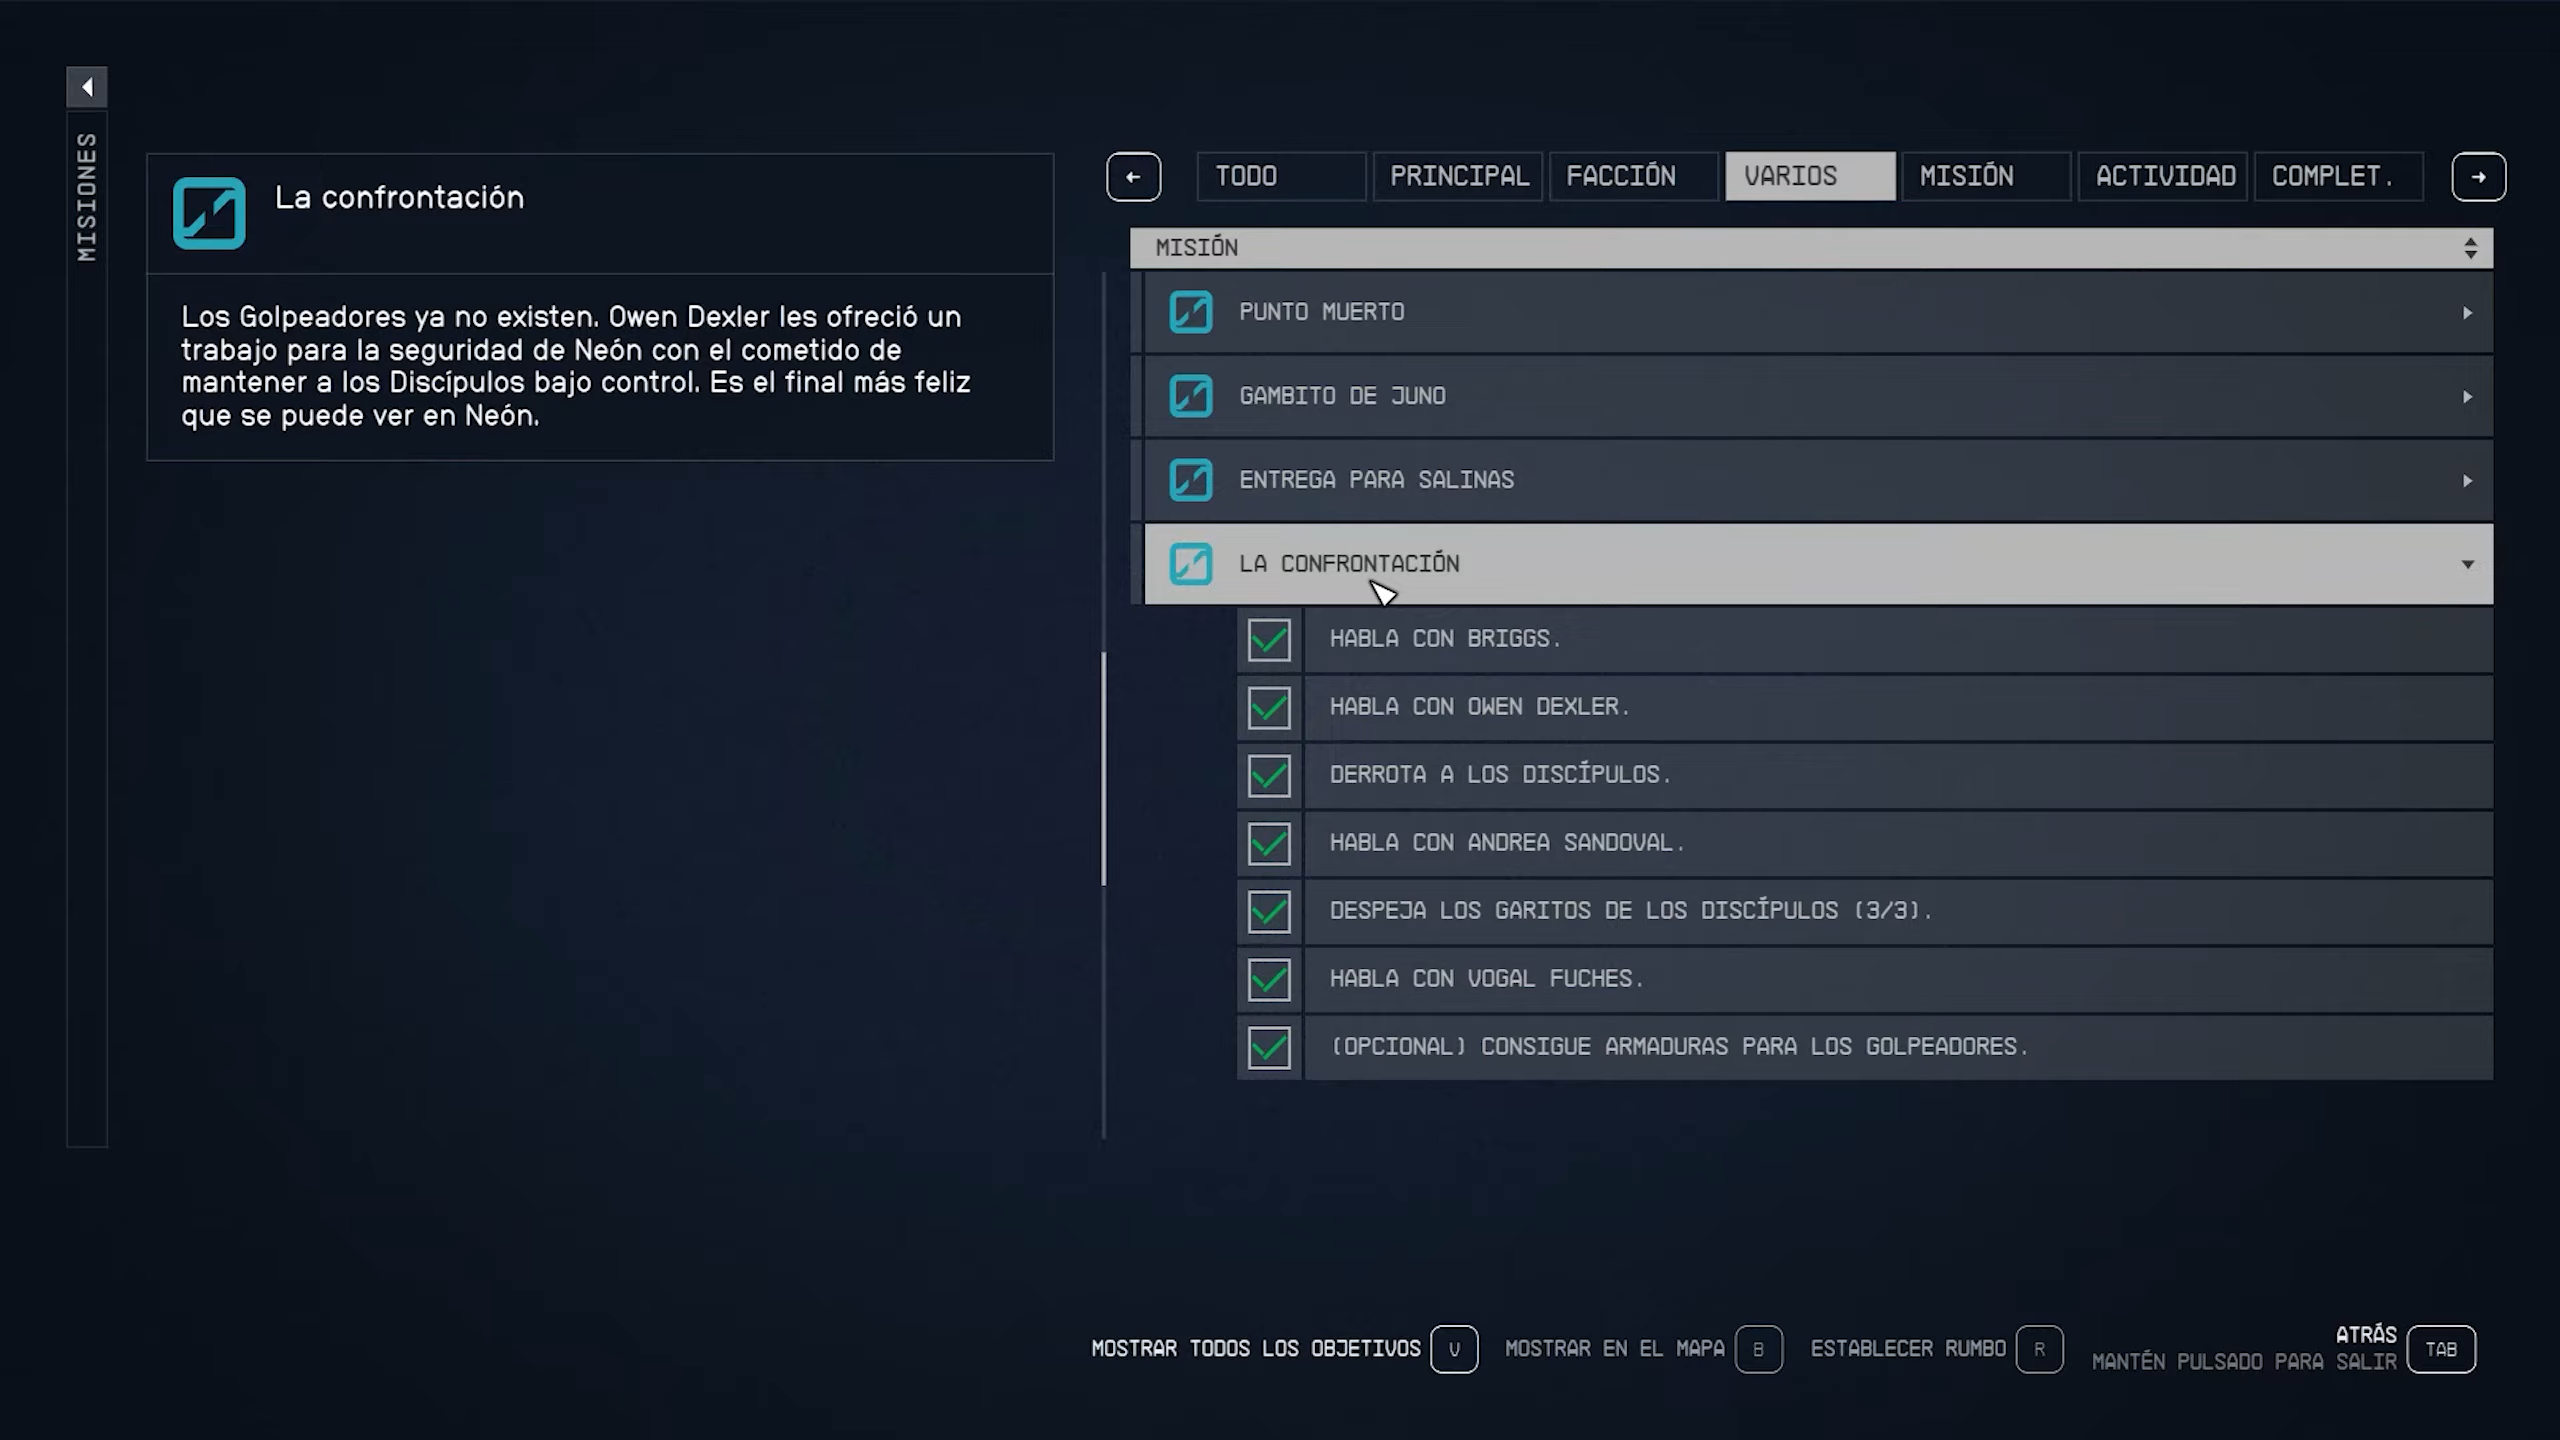 MISIONES
La confrontación
Los Golpeadores ya no existen. Owen Dexler les ofreció un
trabajo para la seguridad de Neón con el cometido de
mantener a los Discípulos bajo control. Es el final más feliz
que se puede ver en Neón.
TODO PRINCIPAL FACCIÓN VARIOS MISIÓN ACTIVIDAD COMPLET.
MISIÓN
PUNTO MUERTO
GAMBITO DE JUNO
ENTREGA PARA SALINAS
LA CONFRONTACIÓN
HABLA CON BRIGGS.
HABLA CON OWEN DEXLER.
DERROTA A LOS DISCÍPULOS.
HABLA CON ANDREA SANDOVAL.
DESPEJA LOS GARITOS DE LOS DISCÍPULOS (3/3).
HABLA CON VOGAL FUCHES.
(OPCIONAL) CONSIGUE ARMADURAS PARA LOS GOLPEADORES.
MOSTRAR TODOS LOS OBJETIVOS V MOSTRAR EN EL MAPA B ESTABLECER RUMBO R ATRÁS TAB
MANTÉN PULSADO PARA SALIR